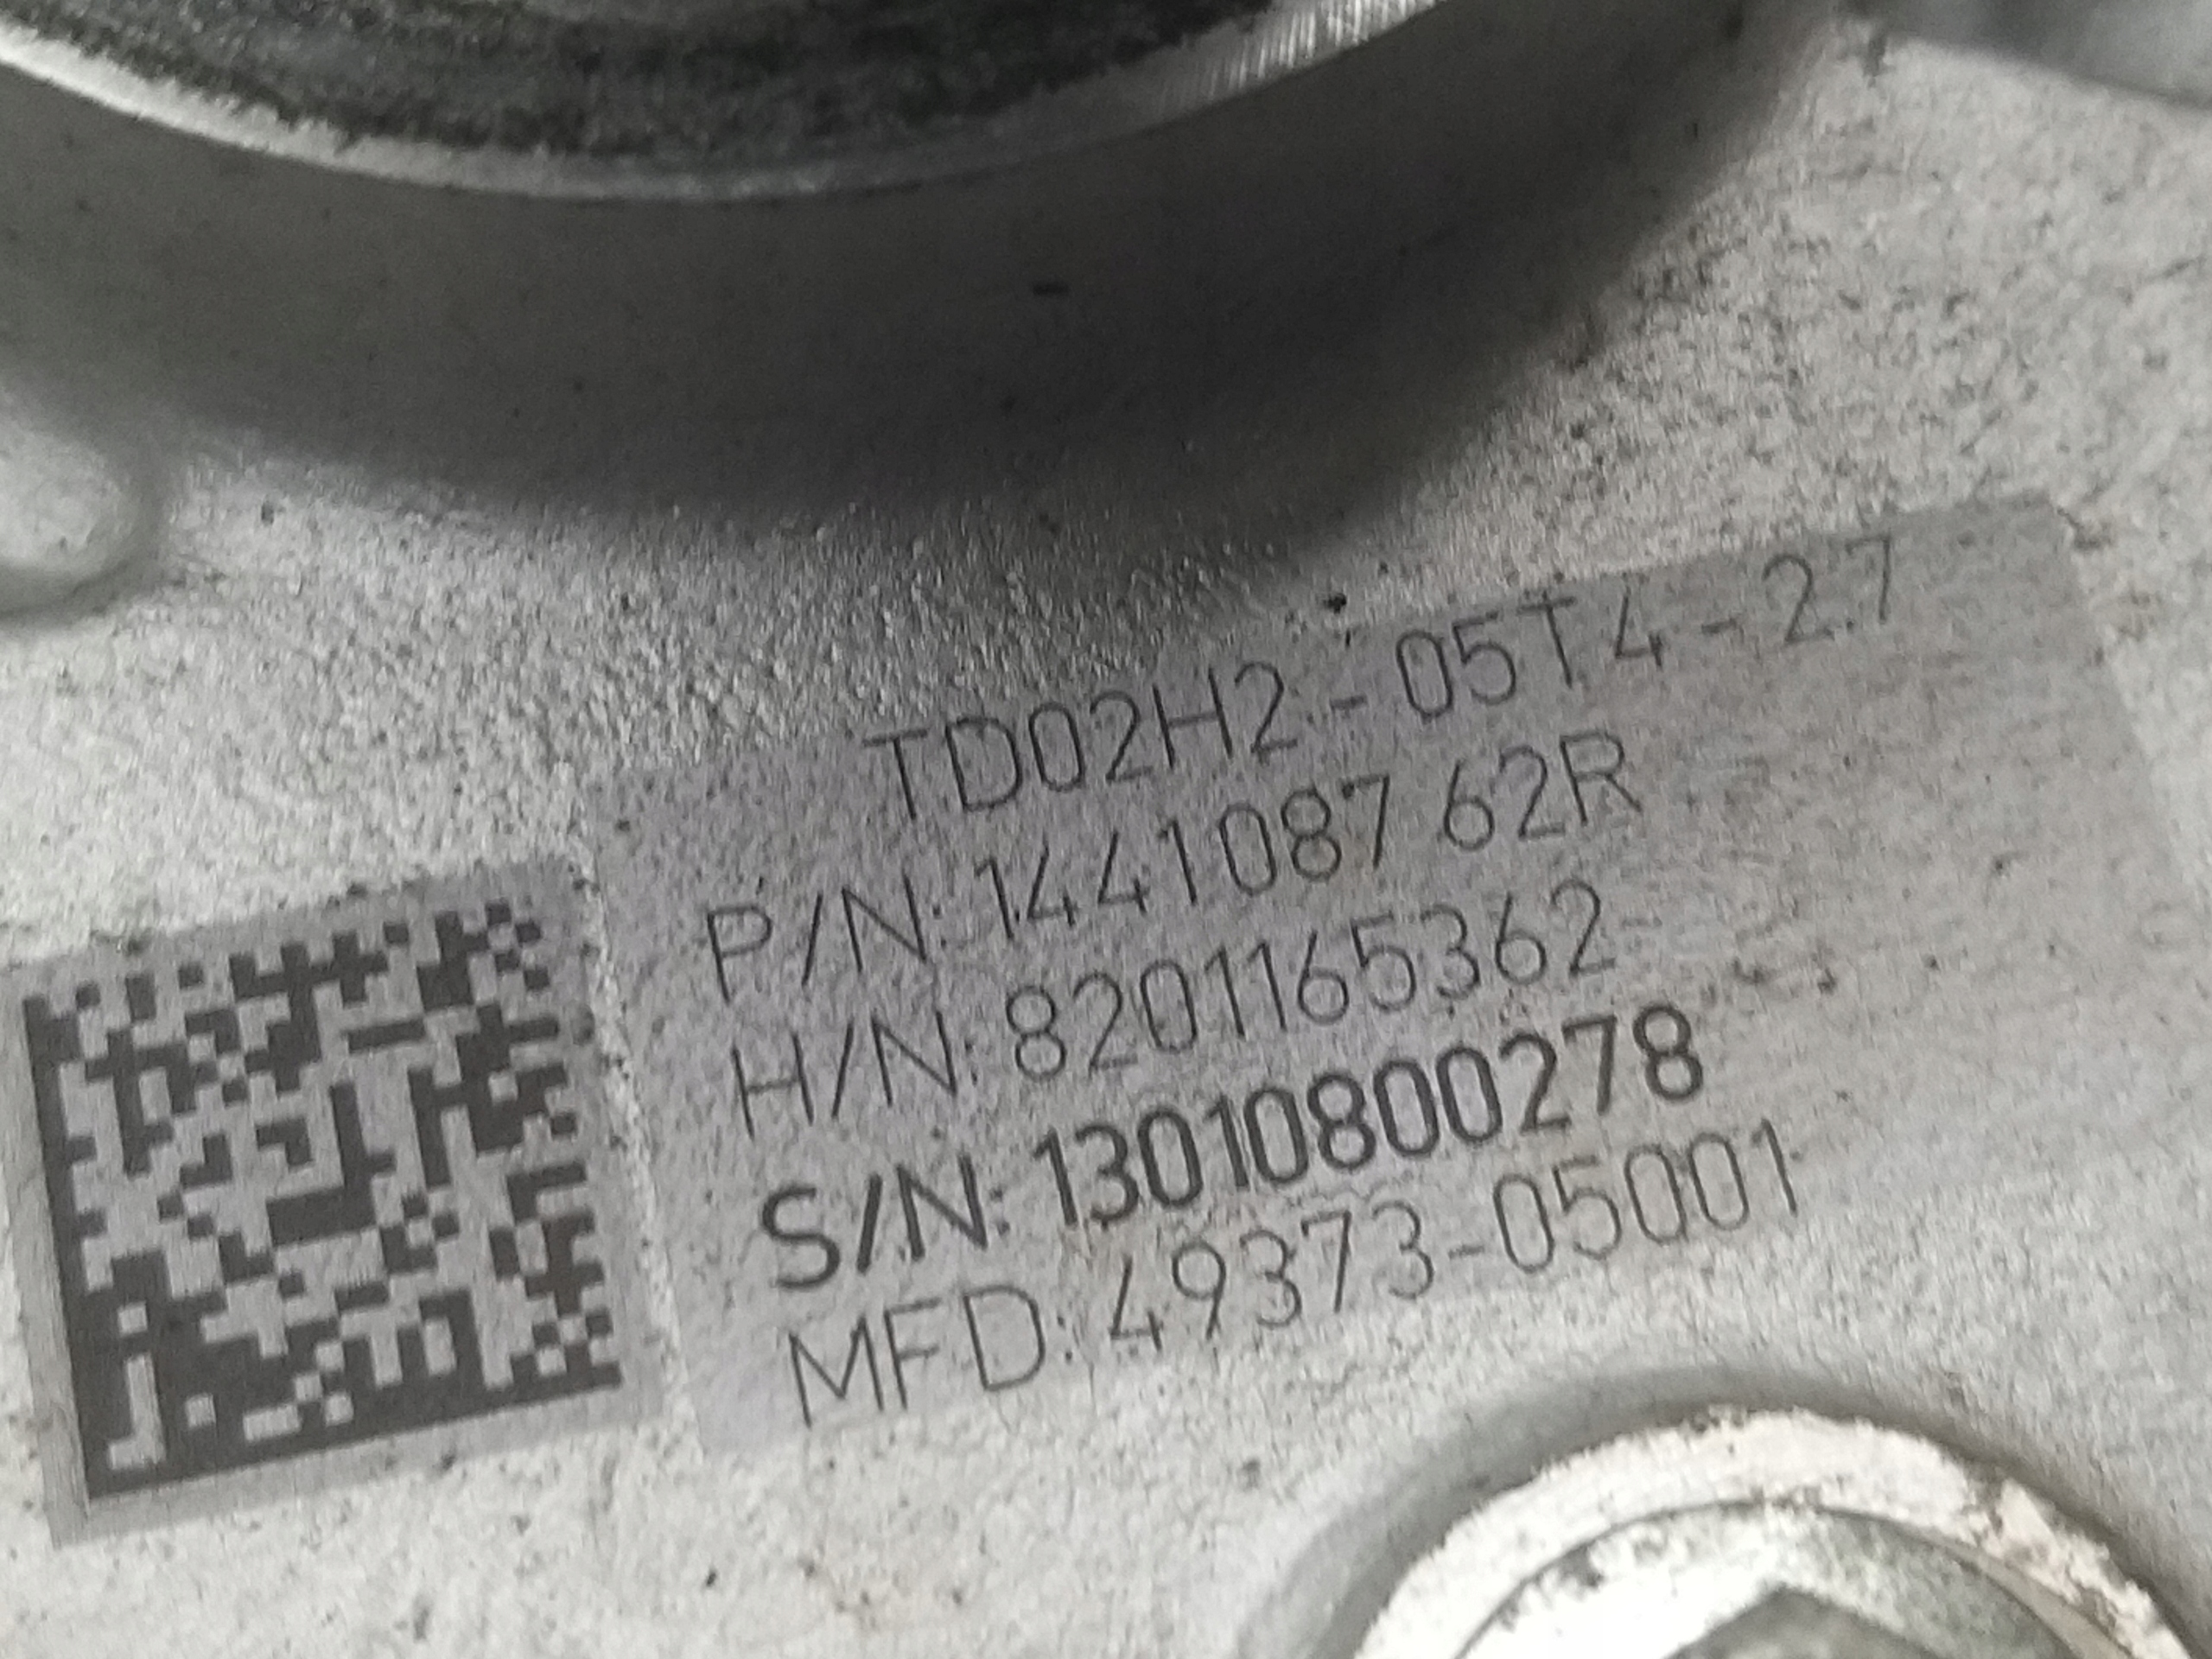 TD02H2-05T4-2.7
P/N: 144108762R
H/N: 8201165362
S/N: 13010800278
MFD: 49373-05001